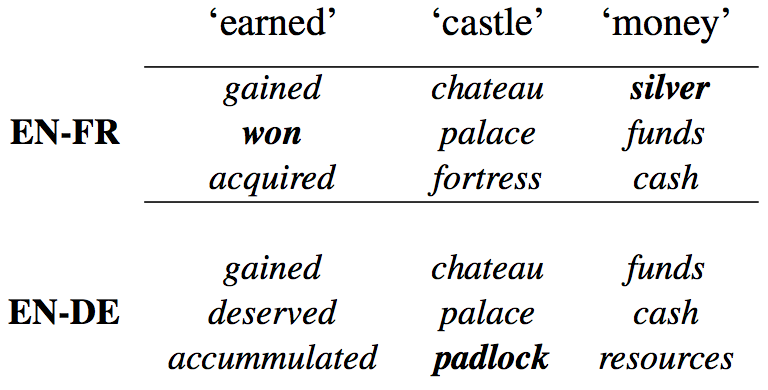 ‘earned’ ‘castle’ ‘money’
gained chateau silver
EN-FR won palace funds
acquired fortress cash
gained chateau funds
EN-DE deserved palace cash
accummulated padlock resources